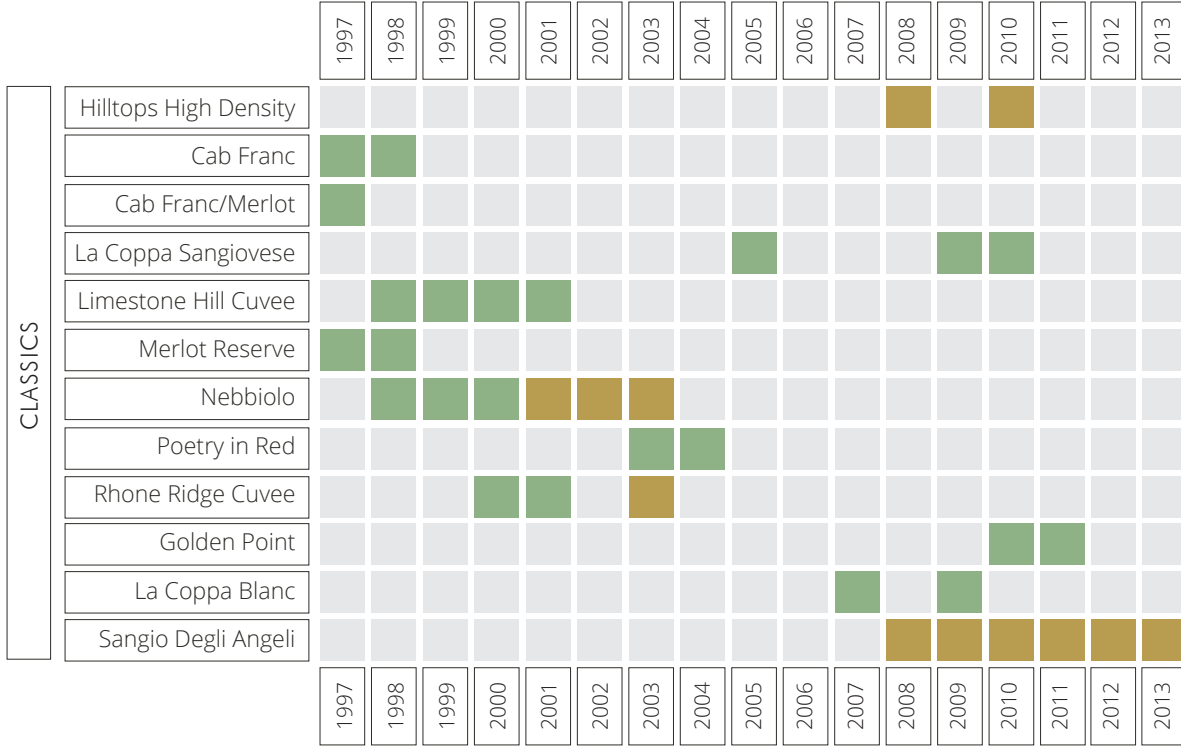 1997 1998 1999 2000 2001 2002 2003 2004 2005 2006 2007 2008 2009 2010 2011 2012 2013
CLASSICS
Hilltops High Density
Cab Franc
Cab Franc/Merlot
La Coppa Sangiovese
Limestone Hill Cuvee
Merlot Reserve
Nebbiolo
Poetry in Red
Rhone Ridge Cuvee
Golden Point
La Coppa Blanc
Sangio Degli Angeli
1997 1998 1999 2000 2001 2002 2003 2004 2005 2006 2007 2008 2009 2010 2011 2012 2013